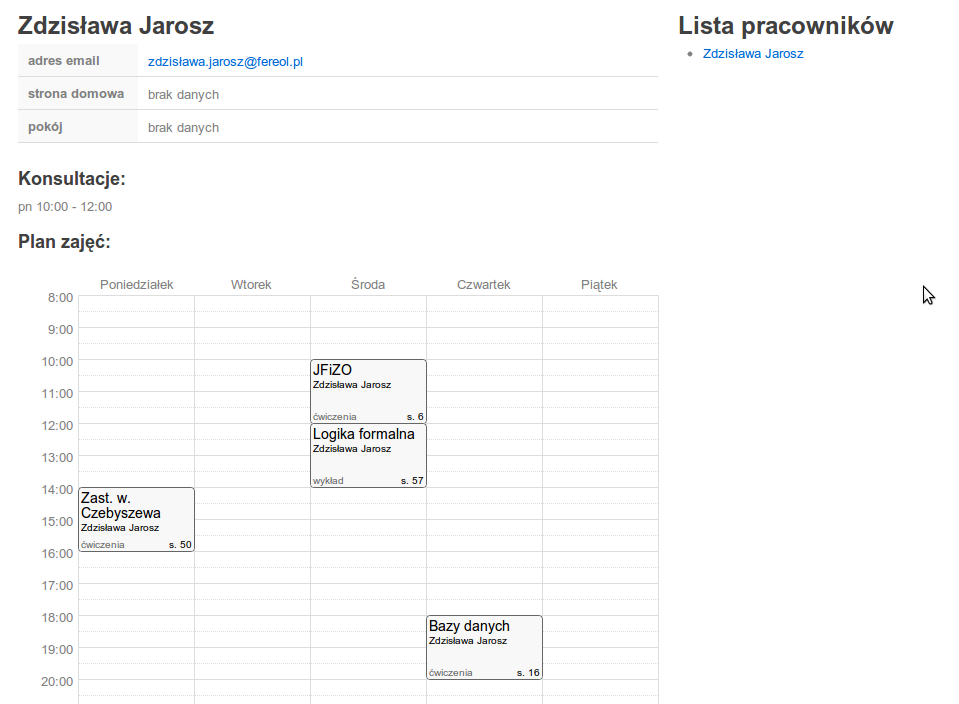 Zdzisława Jarosz
adres email zdzisława.jarosz@fereol.pl
strona domowa brak danych
pokój brak danych
Konsultacje:
pn 10:00 - 12:00
Plan zajęć:
Poniedziałek Wtorek Środa Czwartek Piątek
8:00
9:00
10:00
11:00
12:00
13:00
14:00
15:00
16:00
17:00
18:00
19:00
20:00
Zast. w.
Czebyszewa
Zdzisława Jarosz
ćwiczenia s. 50
JFiZO
Zdzisława Jarosz
ćwiczenia s. 6
Logika formalna
Zdzisława Jarosz
wykład s. 57
Bazy danych
Zdzisława Jarosz
ćwiczenia s. 16
Lista pracowników
Zdzisława Jarosz